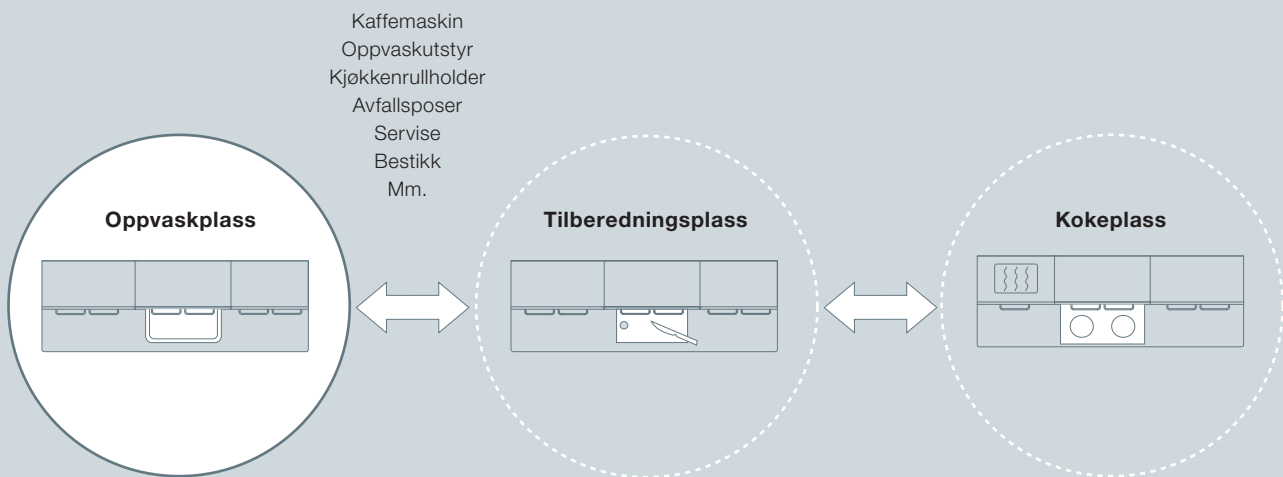 Kaffemaskin
Oppvaskutstyr
Kjøkkenrullholder
Avfallsposer
Servise
Bestikk
Mm.
Oppvaskplass
Tilberedningsplass
Kokeplass